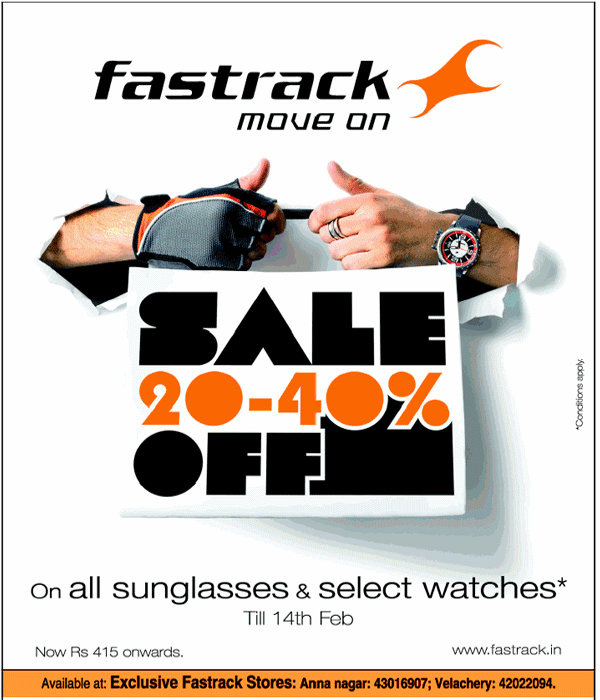 fastrack
move on
SALE
20-40%
OFF
On all sunglasses & select watches*
Till 14th Feb
*Conditions apply.
Now Rs 415 onwards.
www.fastrack.in
Available at: Exclusive Fastrack Stores: Anna nagar: 43016907; Velachery: 42022094.